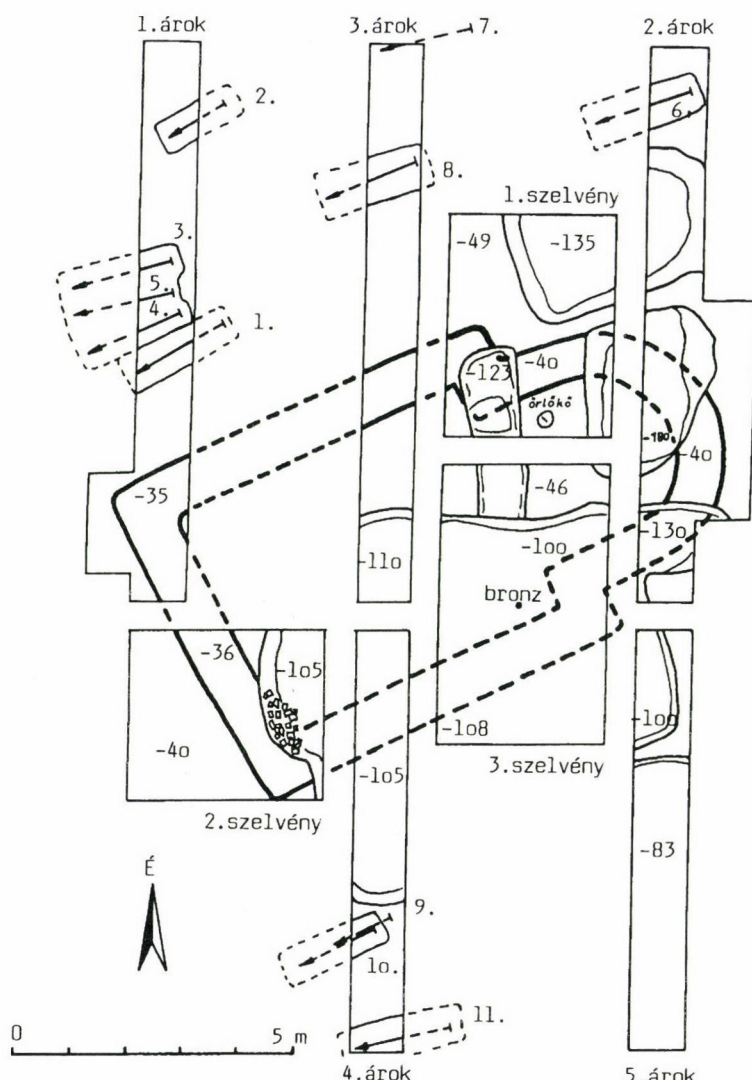 1.árok
3.árok
7.
2.árok
2.
6.
8.
1.szelvény
-49
-135
3.
5.
4.
1.
-123
-4o
őrlőkő
-18o
-4o
-35
-46
-13o
-11o
-1oo
bronz
-36
-1o5
-1oo
-4o
-1o8
-1o5
3.szelvény
2.szelvény
-83
É
9.
1o.
11.
0
5 m
4.árok
5.árok